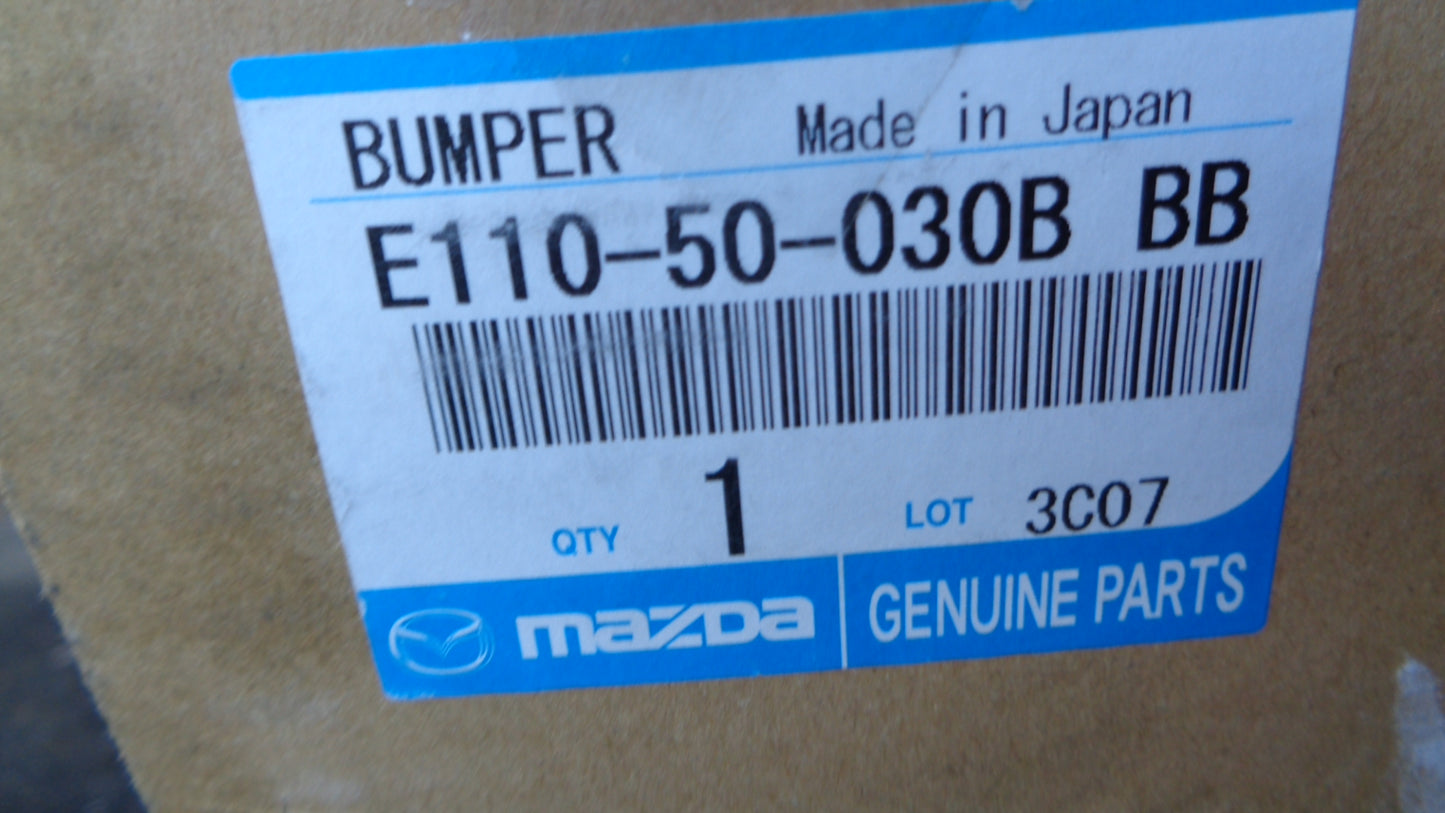 BUMPER Made in Japan
E110-50-030B BB
QTY 1 LOT 3C07
mazda GENUINE PARTS